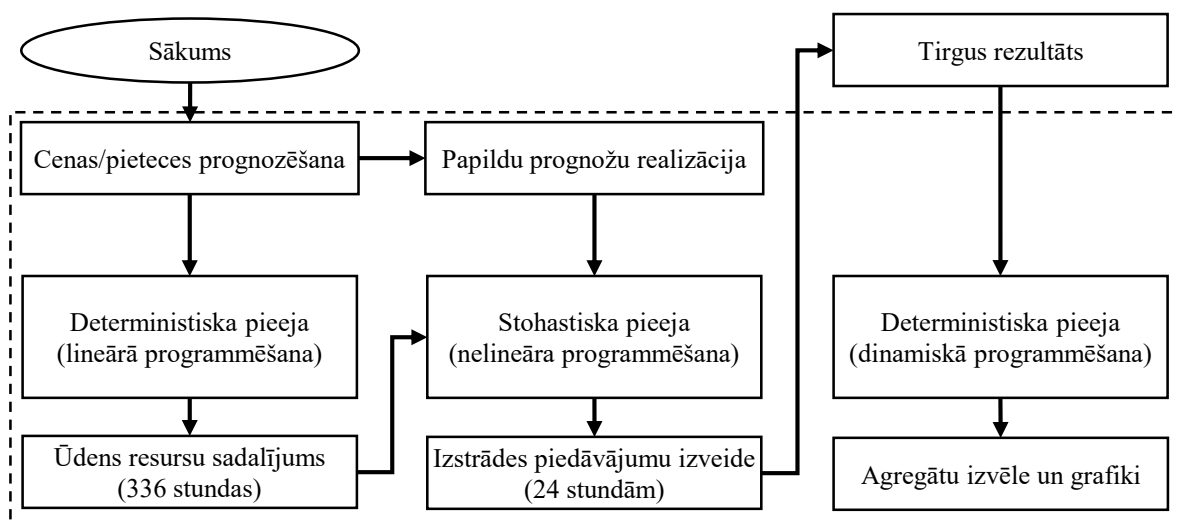 Sākums
Tirgus rezultāts
Cenas/pieteces prognozēšana
Papildu prognožu realizācija
Deterministiska pieeja
(lineārā programmēšana)
Stohastiska pieeja
(nelineāra programmēšana)
Deterministiska pieeja
(dinamiskā programmēšana)
Ūdens resursu sadalījums
(336 stundas)
Izstrādes piedāvājumu izveide
(24 stundām)
Agregātu izvēle un grafiki